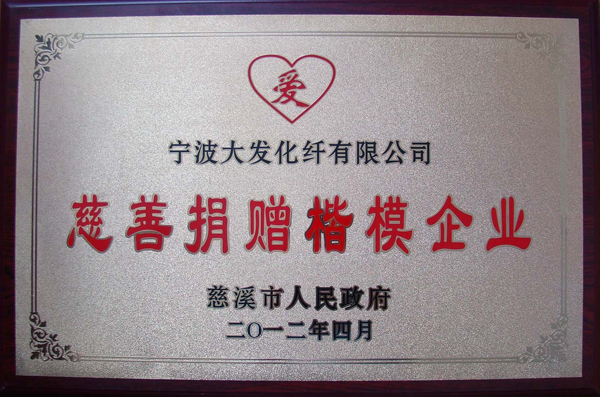 爱
宁波大发化纤有限公司
慈善捐赠楷模企业
慈溪市人民政府
二〇一二年四月